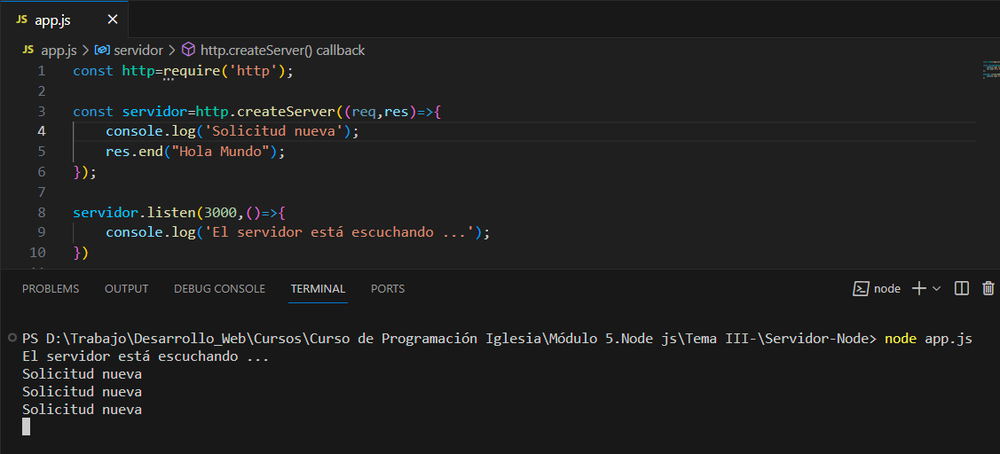 JS app.js ×
JS app.js > servidor > http.createServer() callback
1 const http=require('http');
2
3 const servidor=http.createServer((req,res)=>{
4 console.log('Solicitud nueva');
5 res.end("Hola Mundo");
6 });
7
8 servidor.listen(3000,()=>{
9 console.log('El servidor está escuchando ...');
10 })
PROBLEMS OUTPUT DEBUG CONSOLE TERMINAL PORTS node
PS D:\Trabajo\Desarrollo_Web\Cursos\Curso de Programación Iglesia\Módulo 5.Node js\Tema III-\Servidor-Node> node app.js
El servidor está escuchando ...
Solicitud nueva
Solicitud nueva
Solicitud nueva